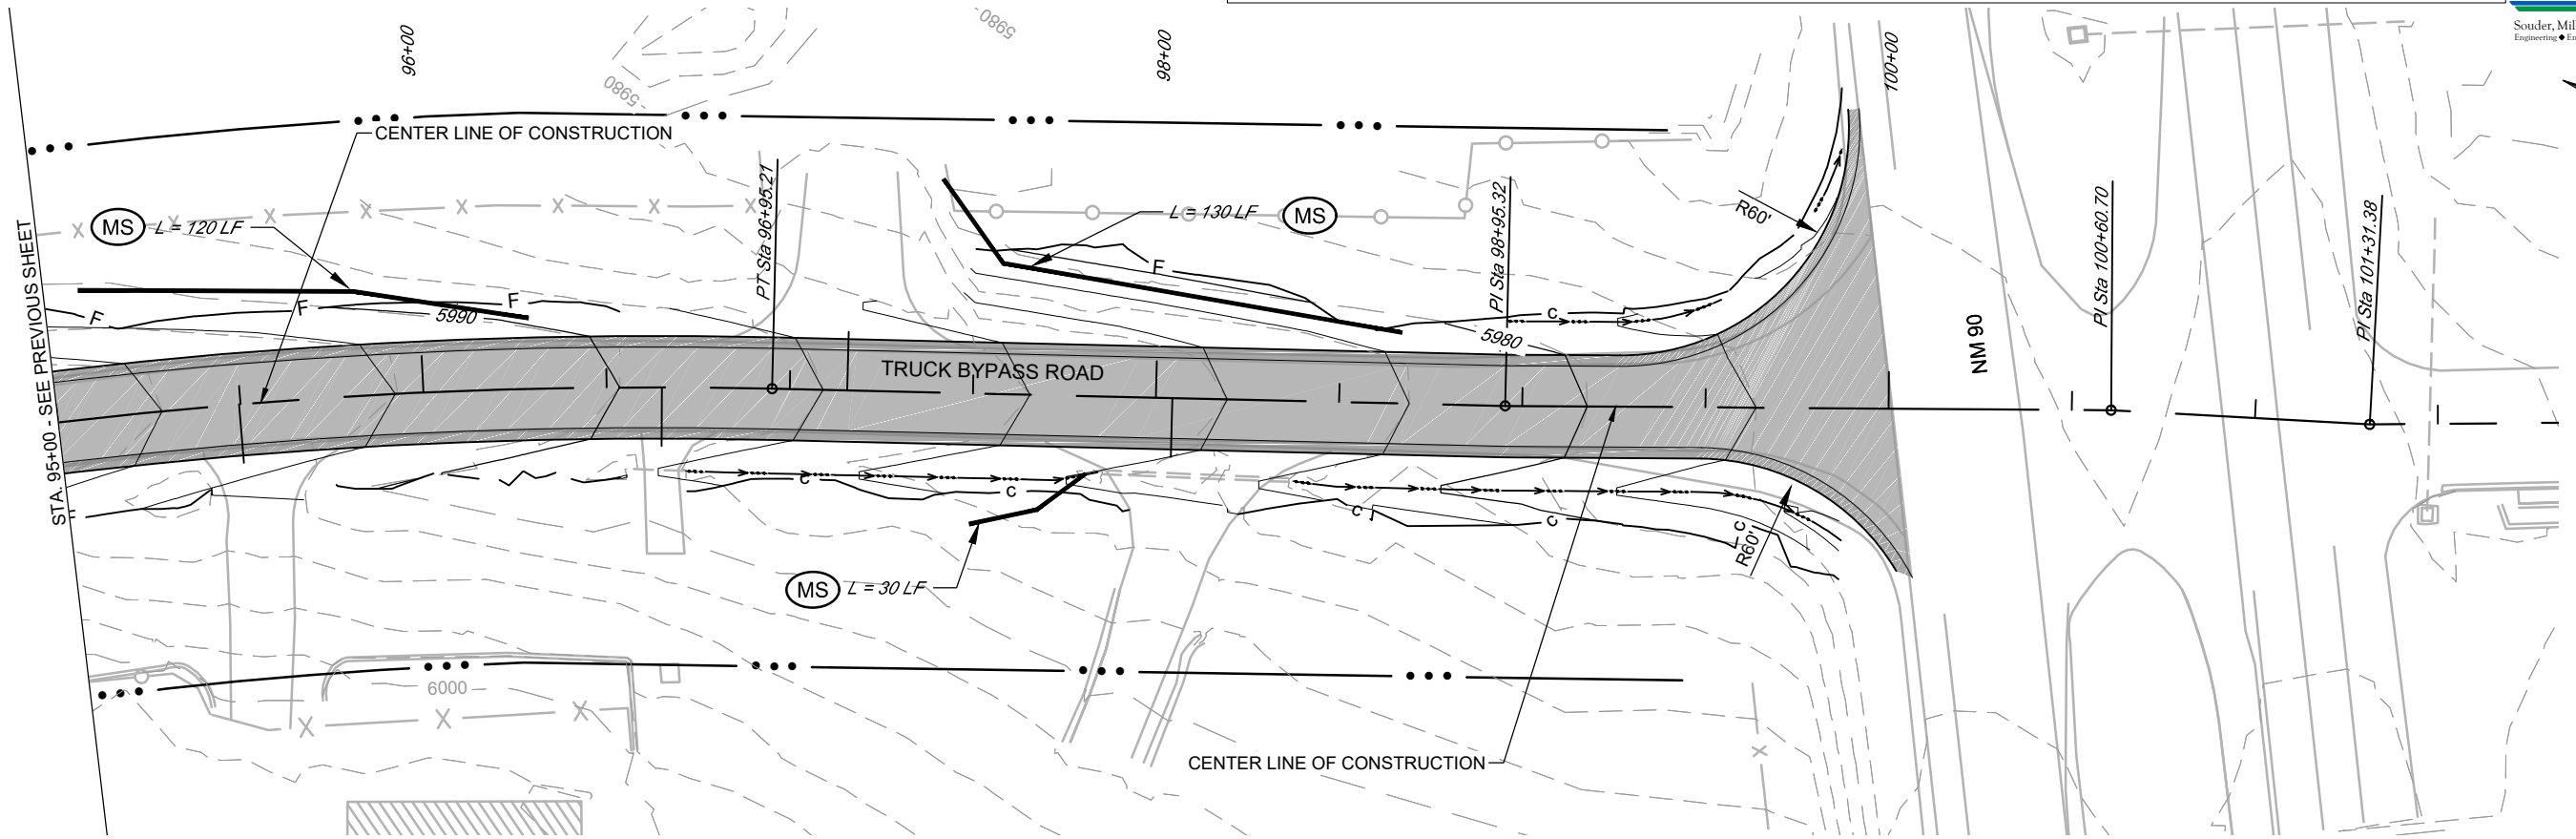 5980
Souder, Mil
Engineering ◆ En
96+00
98+00
100+00
5980
CENTER LINE OF CONSTRUCTION
PT Sta 96+95.21
PI Sta 98+95.32
PI Sta 100+60.70
PI Sta 101+31.38
X X X X X X X X
MS L = 120 LF
L = 130 LF MS
R60'
F
F F F
5990
C
5980
STA. 95+00 - SEE PREVIOUS SHEET
TRUCK BYPASS ROAD
NM 90
C C
F
C C C
R60'
MS L = 30 LF
6000
X X X
X
CENTER LINE OF CONSTRUCTION